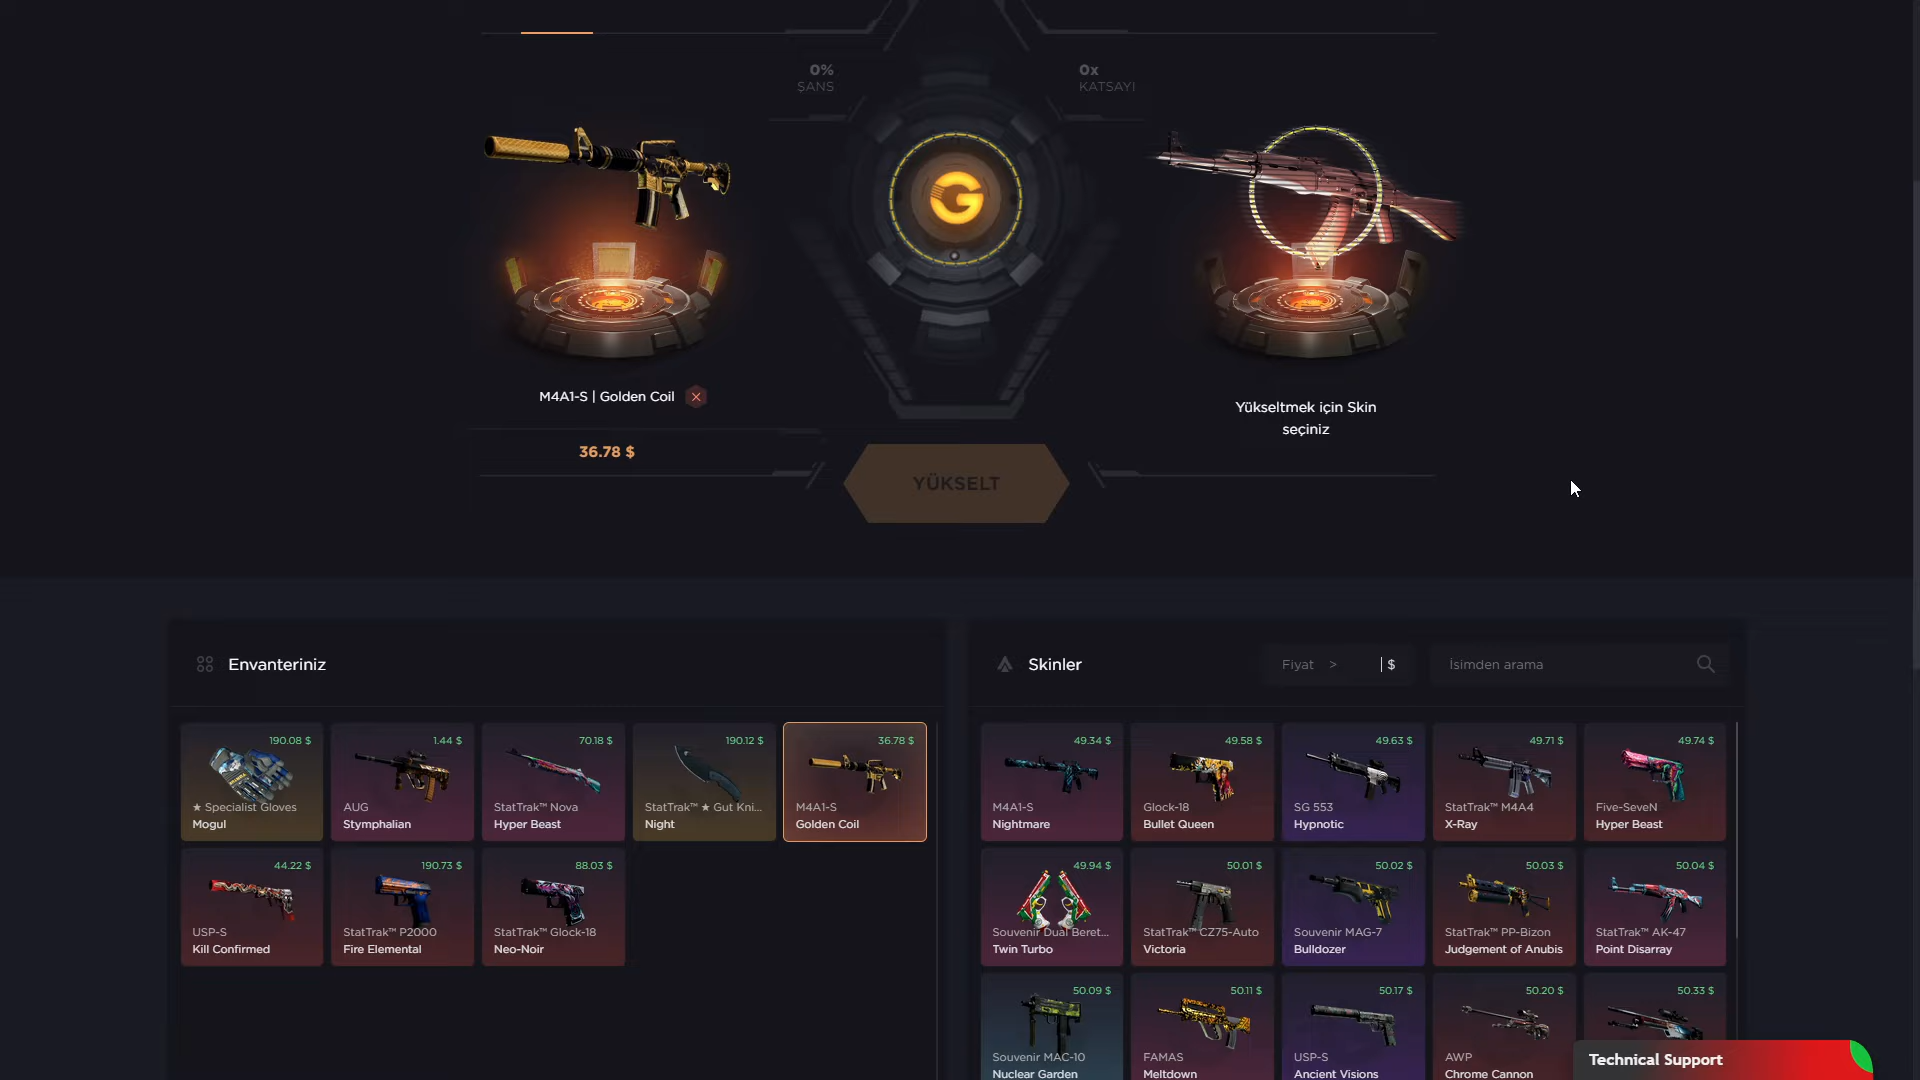 0%
ŞANS
0x
KATSAYI
G
M4A1-S | Golden Coil
36.78 $
Yükseltmek için Skin
seçiniz
YÜKSELT
Envanteriniz
190.08 $
★ Specialist Gloves
Mogul
1.44 $
AUG
Stymphalian
70.18 $
StatTrak™ Nova
Hyper Beast
190.12 $
StatTrak™ ★ Gut Kni...
Night
36.78 $
M4A1-S
Golden Coil
44.22 $
USP-S
Kill Confirmed
190.73 $
StatTrak™ P2000
Fire Elemental
88.03 $
StatTrak™ Glock-18
Neo-Noir
Skinler
Fiyat > | $
İsimden arama
49.34 $
M4A1-S
Nightmare
49.58 $
Glock-18
Bullet Queen
49.63 $
SG 553
Hypnotic
49.71 $
StatTrak™ M4A4
X-Ray
49.74 $
Five-SeveN
Hyper Beast
49.94 $
Souvenir Dual Beret...
Twin Turbo
50.01 $
StatTrak™ CZ75-Auto
Victoria
50.02 $
Souvenir MAG-7
Bulldozer
50.03 $
StatTrak™ PP-Bizon
Judgement of Anubis
50.04 $
StatTrak™ AK-47
Point Disarray
50.09 $
Souvenir MAC-10
Nuclear Garden
50.11 $
FAMAS
Meltdown
50.17 $
USP-S
Ancient Visions
50.20 $
AWP
Chrome Cannon
50.33 $
Technical Support